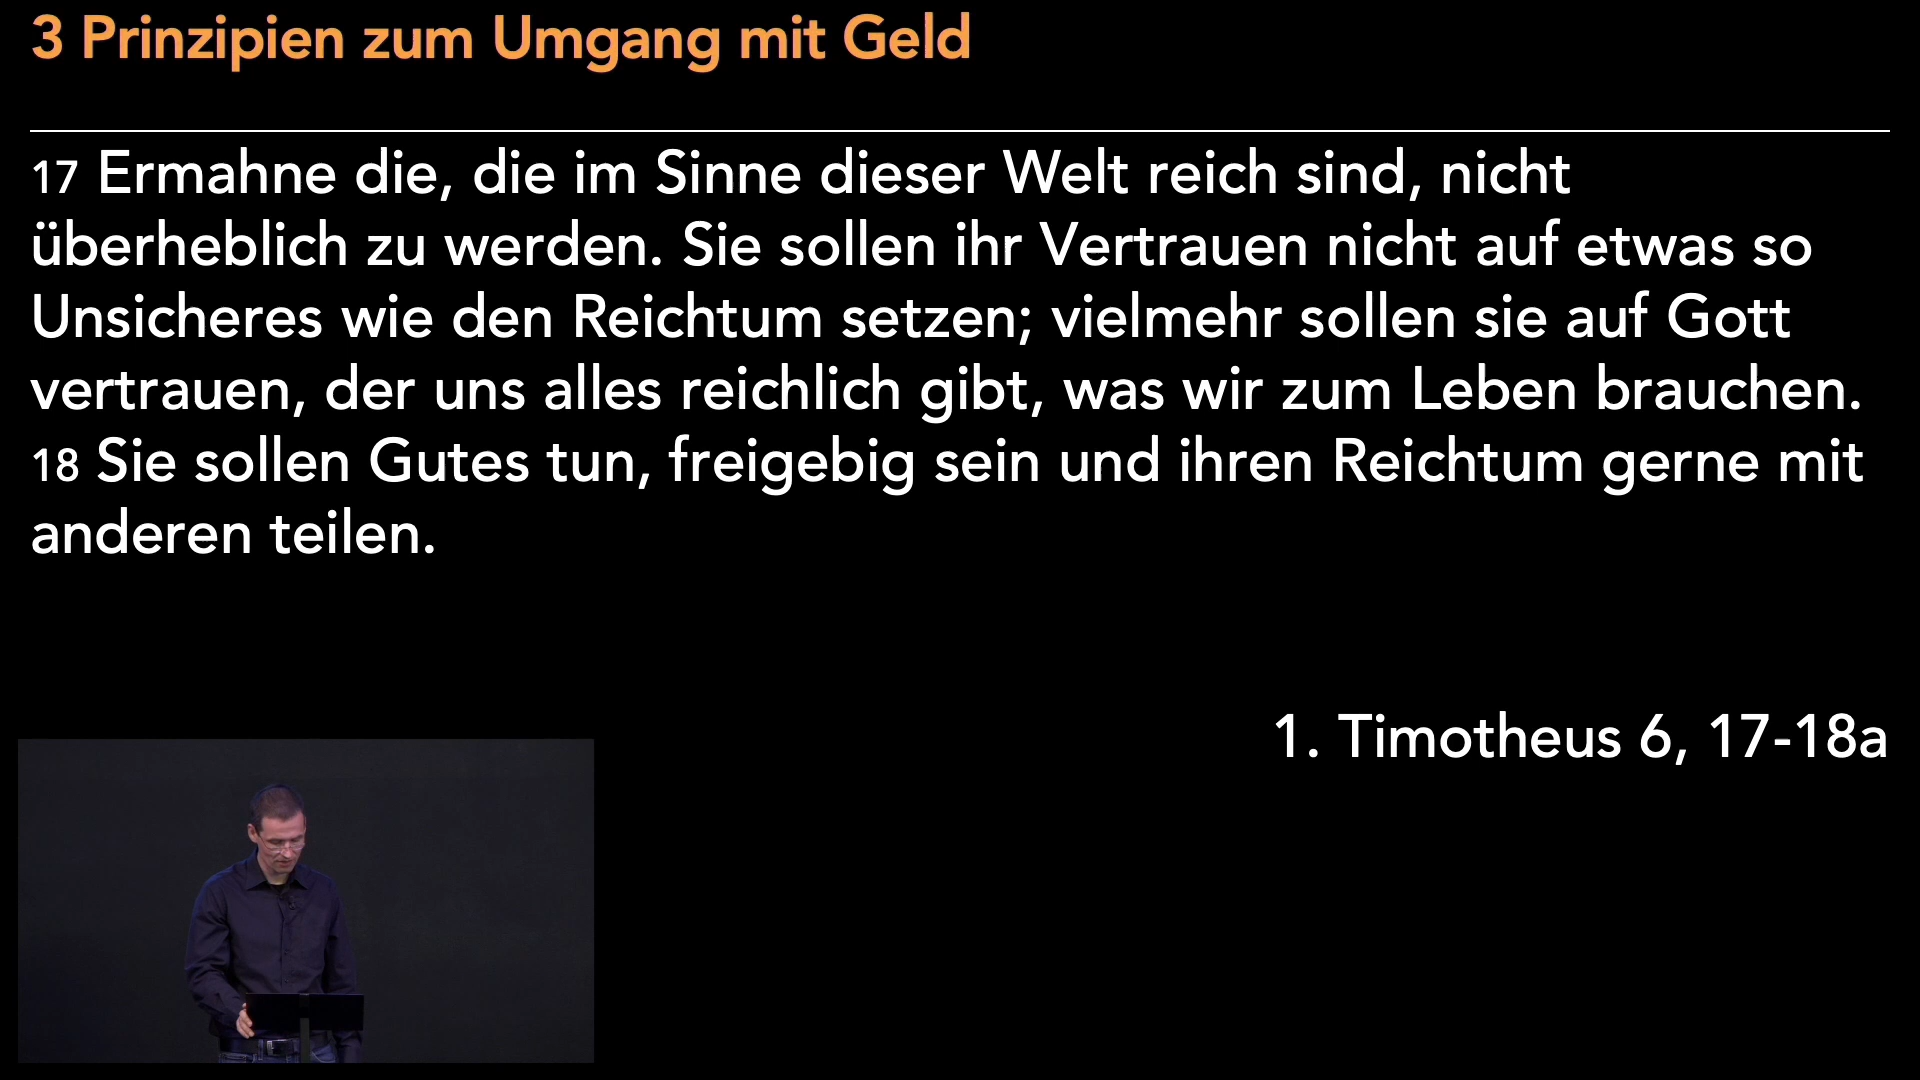 3 Prinzipien zum Umgang mit Geld
17 Ermahne die, die im Sinne dieser Welt reich sind, nicht
überheblich zu werden. Sie sollen ihr Vertrauen nicht auf etwas so
Unsicheres wie den Reichtum setzen; vielmehr sollen sie auf Gott
vertrauen, der uns alles reichlich gibt, was wir zum Leben brauchen.
18 Sie sollen Gutes tun, freigebig sein und ihren Reichtum gerne mit
anderen teilen.
1. Timotheus 6, 17-18a